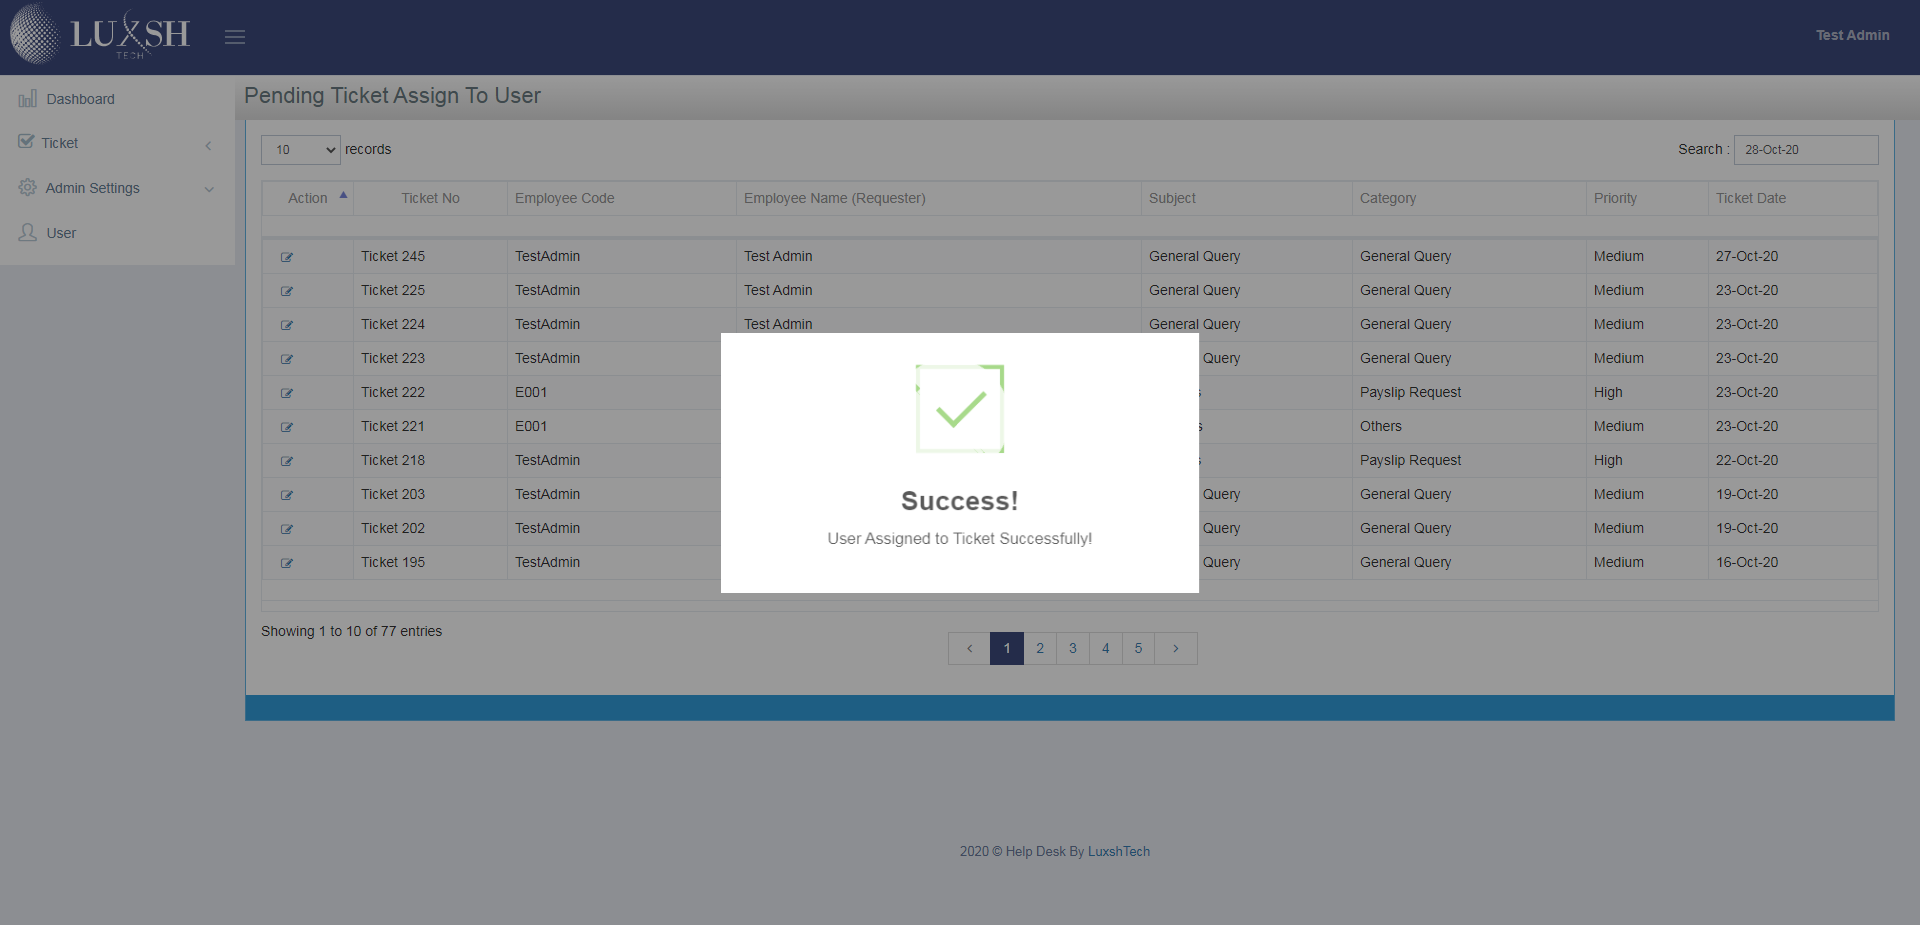 LUXSH
TECH
Test Admin
Dashboard
Ticket
Admin Settings
User
Pending Ticket Assign To User
10 records
Search : 28-Oct-20
Action Ticket No Employee Code Employee Name (Requester) Subject Category Priority Ticket Date
Ticket 245 TestAdmin Test Admin General Query General Query Medium 27-Oct-20
Ticket 225 TestAdmin Test Admin General Query General Query Medium 23-Oct-20
Ticket 224 TestAdmin Test Admin General Query General Query Medium 23-Oct-20
Ticket 223 TestAdmin Query General Query Medium 23-Oct-20
Ticket 222 E001 s Payslip Request High 23-Oct-20
Ticket 221 E001 s Others Medium 23-Oct-20
Ticket 218 TestAdmin s Payslip Request High 22-Oct-20
Ticket 203 TestAdmin Query General Query Medium 19-Oct-20
Ticket 202 TestAdmin Query General Query Medium 19-Oct-20
Ticket 195 TestAdmin Query General Query Medium 16-Oct-20
Success!
User Assigned to Ticket Successfully!
Showing 1 to 10 of 77 entries
< 1 2 3 4 5 >
2020 © Help Desk By LuxshTech